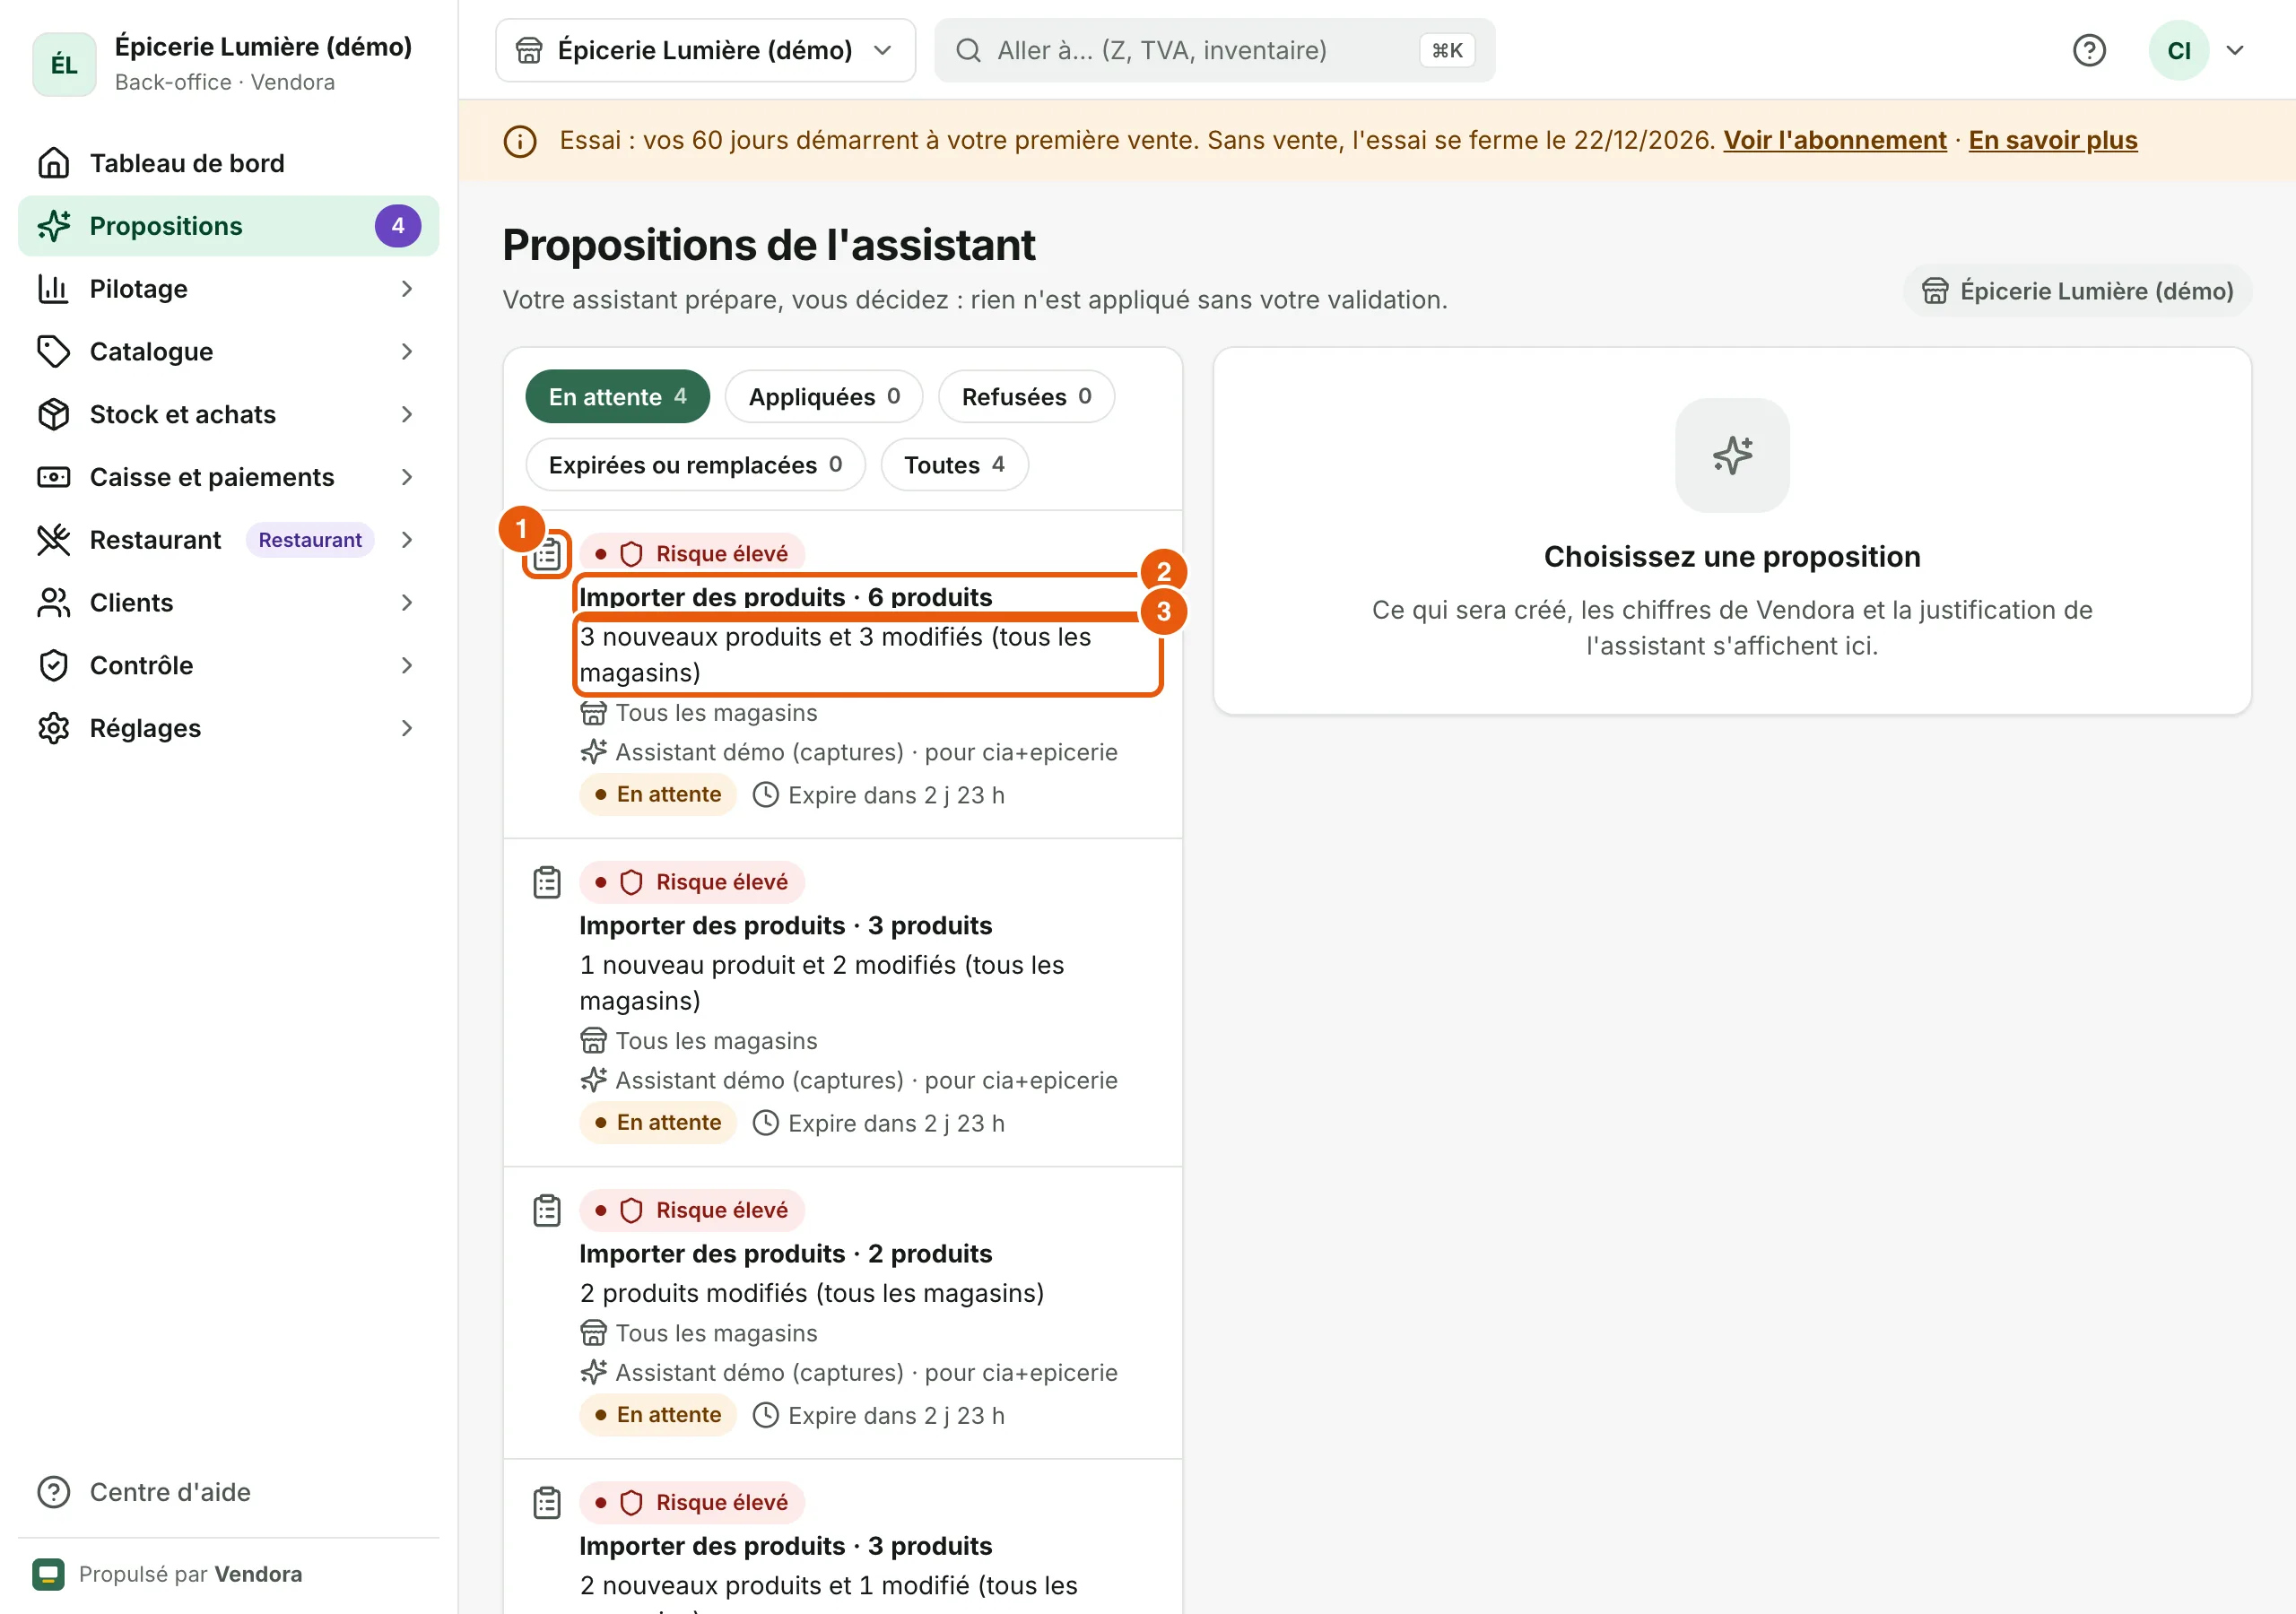 ÉL
Épicerie Lumière (démo)
Back-office · Vendora
Tableau de bord
Propositions 4
Pilotage
Catalogue
Stock et achats
Caisse et paiements
Restaurant Restaurant
Clients
Contrôle
Réglages
Centre d'aide
Propulsé par Vendora
Épicerie Lumière (démo)
Aller à... (Z, TVA, inventaire) ⌘K
CI
Essai : vos 60 jours démarrent à votre première vente. Sans vente, l'essai se ferme le 22/12/2026. Voir l'abonnement · En savoir plus
Propositions de l'assistant
Votre assistant prépare, vous décidez : rien n'est appliqué sans votre validation.
Épicerie Lumière (démo)
En attente 4 Appliquées 0 Refusées 0
Expirées ou remplacées 0 Toutes 4
1
Risque élevé
2
Importer des produits · 6 produits
3
3 nouveaux produits et 3 modifiés (tous les
magasins)
Tous les magasins
Assistant démo (captures) · pour cia+epicerie
En attente Expire dans 2 j 23 h
Risque élevé
Importer des produits · 3 produits
1 nouveau produit et 2 modifiés (tous les
magasins)
Tous les magasins
Assistant démo (captures) · pour cia+epicerie
En attente Expire dans 2 j 23 h
Risque élevé
Importer des produits · 2 produits
2 produits modifiés (tous les magasins)
Tous les magasins
Assistant démo (captures) · pour cia+epicerie
En attente Expire dans 2 j 23 h
Risque élevé
Importer des produits · 3 produits
2 nouveaux produits et 1 modifié (tous les
Choisissez une proposition
Ce qui sera créé, les chiffres de Vendora et la justification de
l'assistant s'affichent ici.